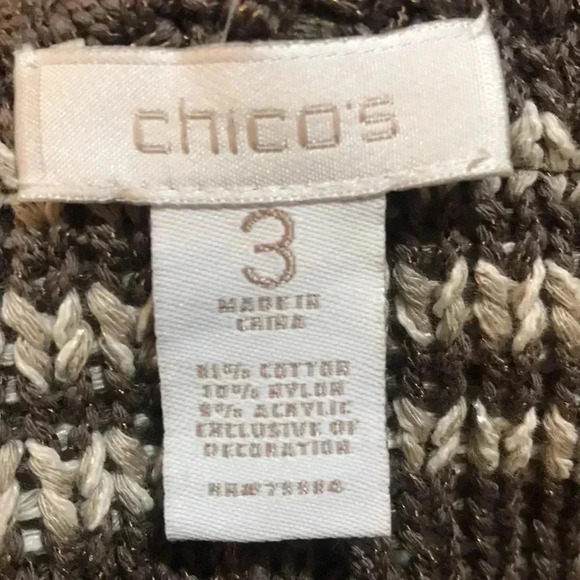 chico's
3
MADE IN
CHINA
81% COTTON
10% NYLON
9% ACRYLIC
EXCLUSIVE OF
DECORATION